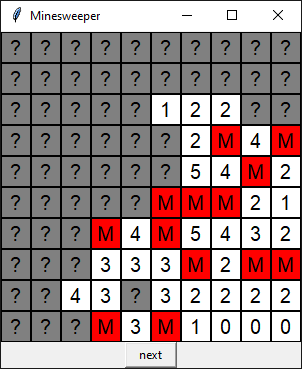 Minesweeper
? ? ? ? ? ? ? ? ? ?
? ? ? ? ? ? ? ? ? ?
? ? ? ? ? 1 2 2 ? ?
? ? ? ? ? ? 2 M 4 M
? ? ? ? ? ? 5 4 M 2
? ? ? ? ? M M M 2 1
? ? ? M 4 M 5 4 3 2
? ? ? 3 3 3 M 2 M M
? ? 4 3 ? 3 2 2 2 2
? ? ? M 3 M 1 0 0 0
next